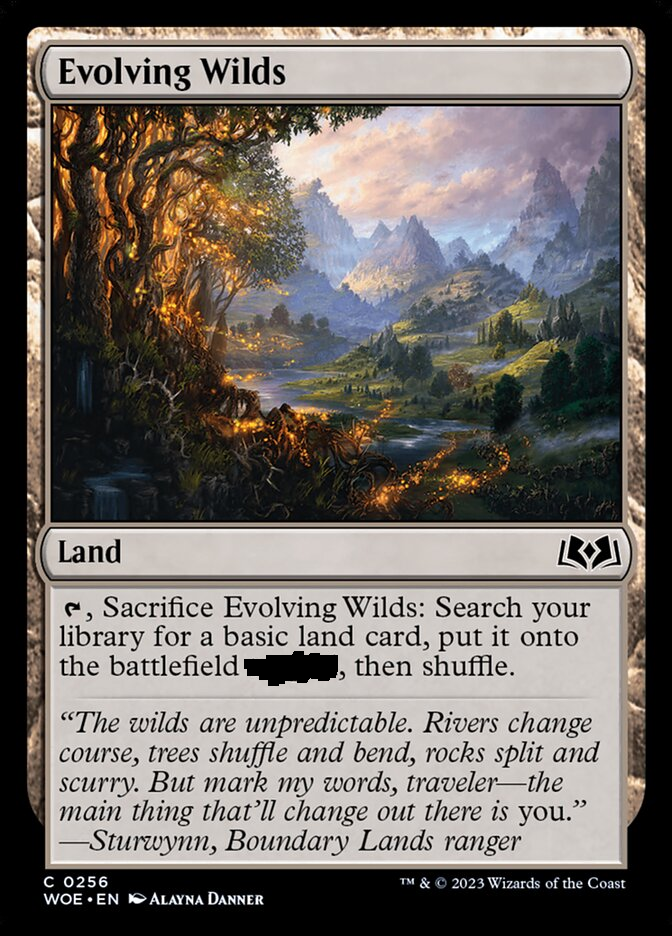 Evolving Wilds
Land
, Sacrifice Evolving Wilds: Search your
library for a basic land card, put it onto
the battlefield , then shuffle.
“The wilds are unpredictable. Rivers change
course, trees shuffle and bend, rocks split and
scurry. But mark my words, traveler—the
main thing that’ll change out there is you.”
—Sturwynn, Boundary Lands ranger
C 0256
™ & © 2023 Wizards of the Coast
WOE • EN Alayna Danner